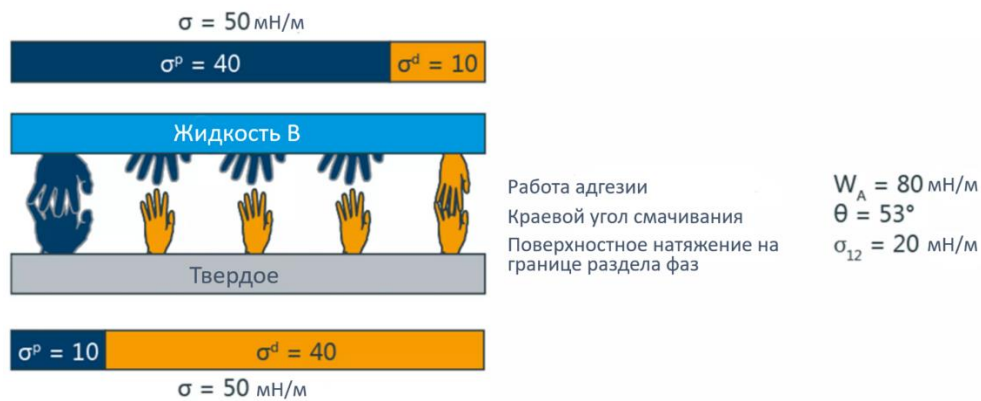 σ = 50 мН/м
σᵖ = 40
σᵈ = 10
Жидкость В
Твердое
σᵖ = 10
σᵈ = 40
σ = 50 мН/м
Работа адгезии W_A = 80 мН/м
Краевой угол смачивания θ = 53°
Поверхностное натяжение на σ₁₂ = 20 мН/м
границе раздела фаз